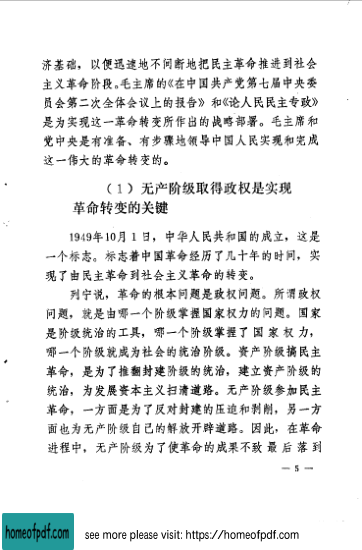 济基础，以便迅速地不间断地把民主革命推进到社会
主义革命阶段。毛主席的《在中国共产党第七届中央委
员会第二次全体会议上的报告》和《论人民民主专政》
是为实现这一革命转变所作出的战略部署。毛主席和
党中央是有准备、有步骤地领导中国人民实现和完成
这一伟大的革命转变的。
（1）无产阶级取得政权是实现
革命转变的关键
1949年10月1日，中华人民共和国的成立，这是
一个标志。标志着中国革命经历了几十年的时间，实
现了由民主革命到社会主义革命的转变。
列宁说，革命的根本问题是政权问题。所谓政权
问题，就是由哪一个阶级掌握国家权力的问题。国家
是阶级统治的工具，哪一个阶级掌握了国家权力，
哪一个阶级就成为社会的统治阶级。资产阶级搞民主
革命，是为了推翻封建阶级的统治，建立资产阶级的
统治，为发展资本主义扫清道路。无产阶级参加民主
革命，一方面是为了反对封建的压迫和剥削，另一方
面也为无产阶级自己的解放开辟道路。因此，在革命
进程中，无产阶级为了使革命的成果不致最后落到
— 5 —
homeofpdf.com
see more please visit: https://homeofpdf.com